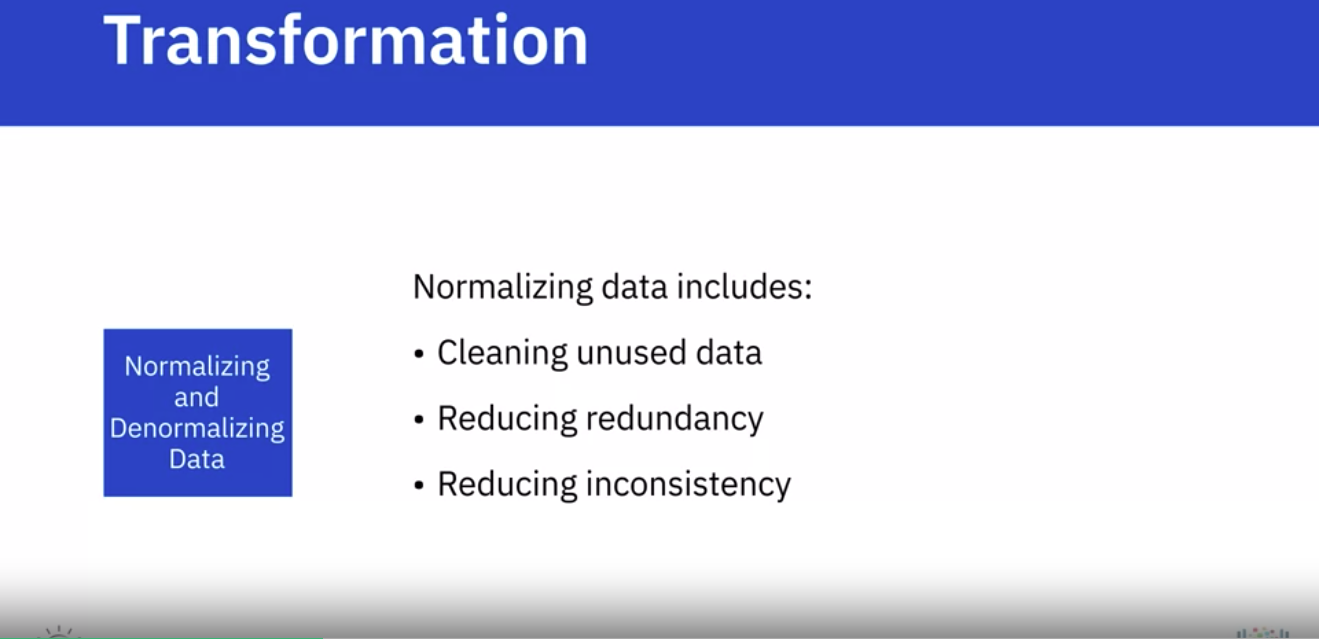 Transformation
Normalizing data includes:
• Cleaning unused data
• Reducing redundancy
• Reducing inconsistency
Normalizing
and
Denormalizing
Data